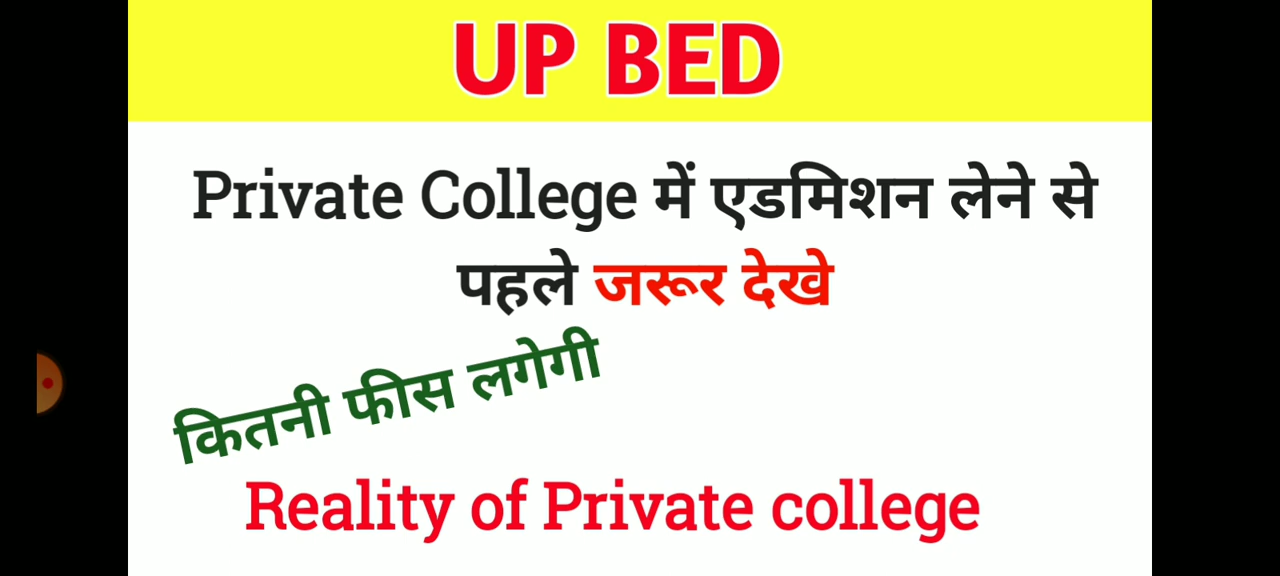 UP BED
Private College में एडमिशन लेने से
पहले जरूर देखे
कितनी फीस लगेगी
Reality of Private college